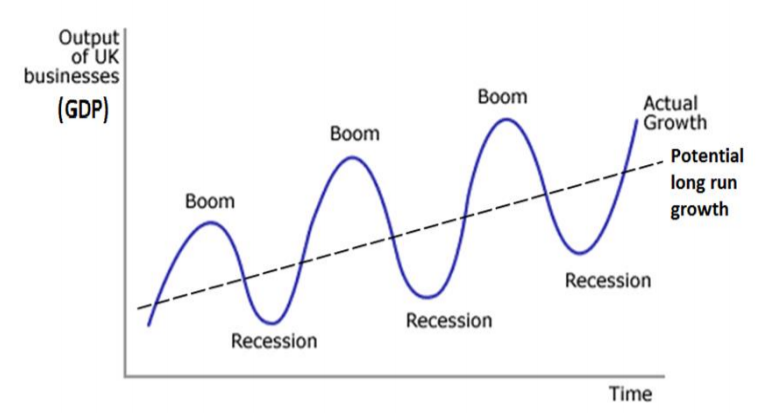 Output
of UK
businesses
(GDP)
Boom
Boom
Boom
Actual
Growth
Potential
long run
growth
Recession
Recession
Recession
Time